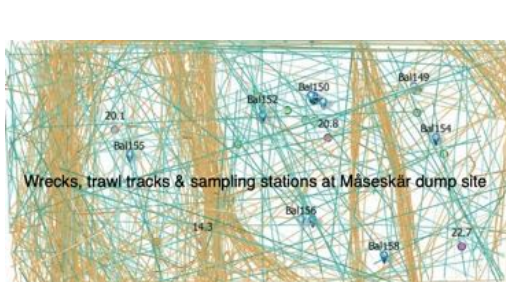 Bal150
Bal149
Bal152
20.1
20.8
Bal154
Bal155
Wrecks, trawl tracks & sampling stations at Måseskär dump site
Bal156
14.3
22.7
Bal158